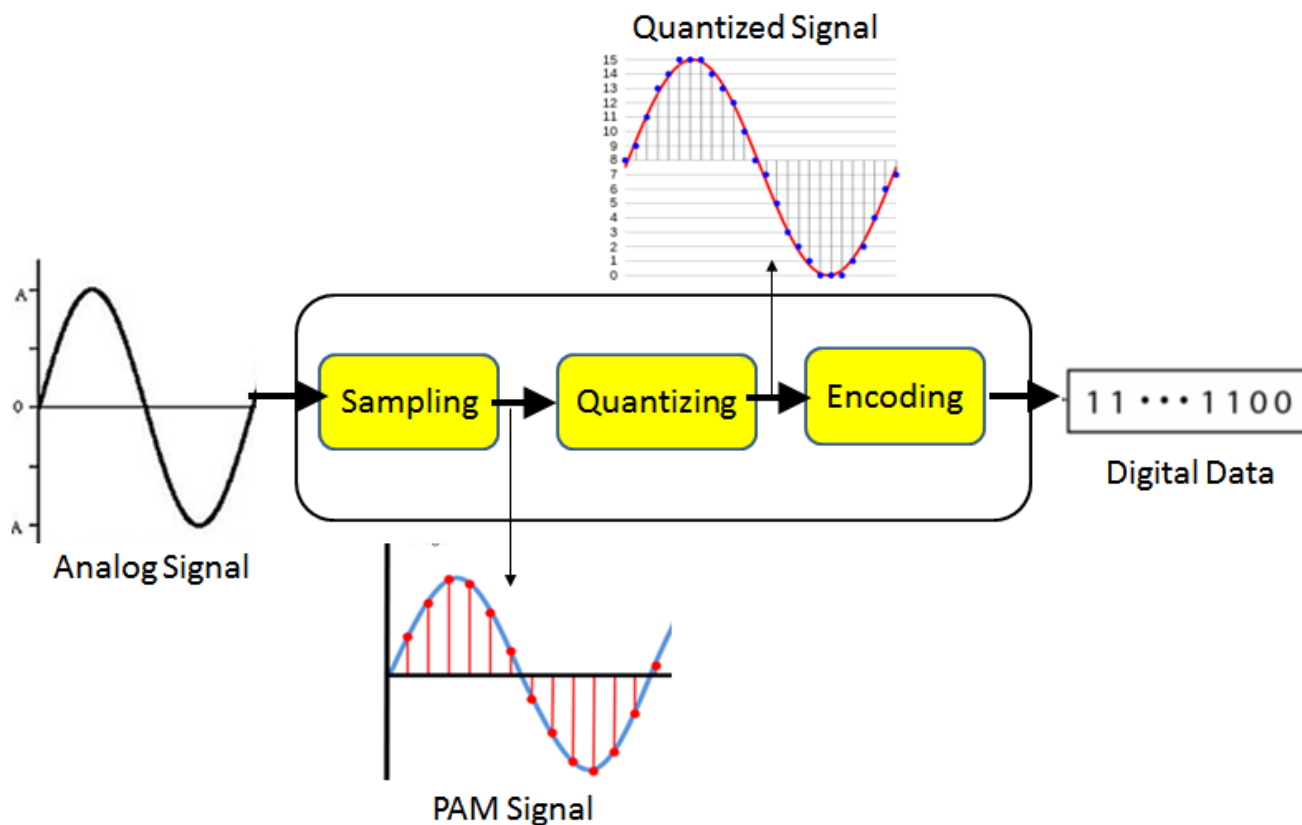 Quantized Signal
15
14
13
12
11
10
9
8
7
6
5
4
3
2
1
0
A
0
A
Analog Signal
Sampling
Quantizing
Encoding
11 ••• 1100
Digital Data
PAM Signal